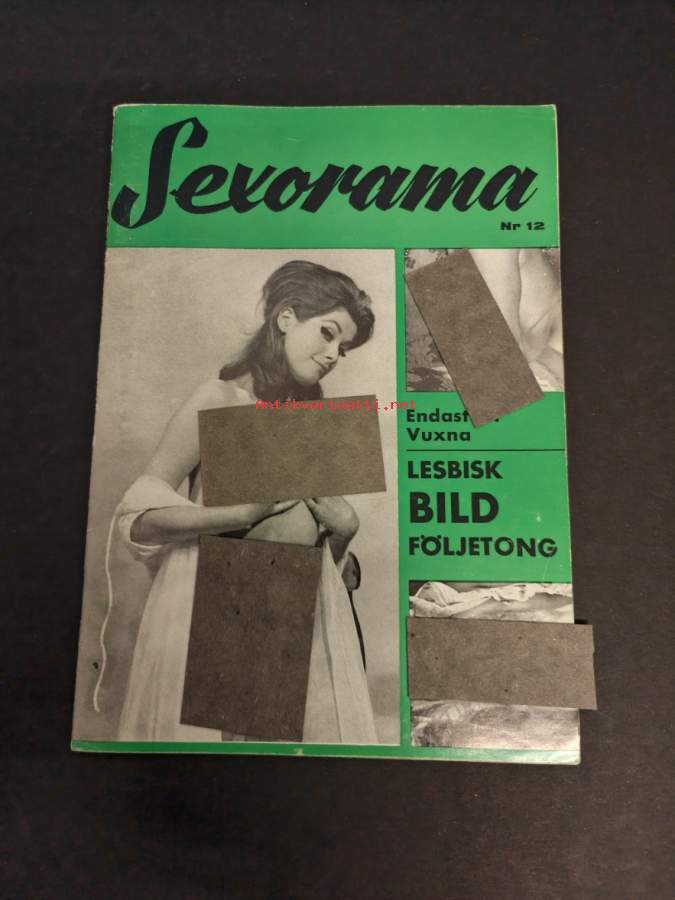 Sexorama
Nr 12
Antikvariaatti.net
Endast
Vuxna
LESBISK
BILD
FÖLJETONG